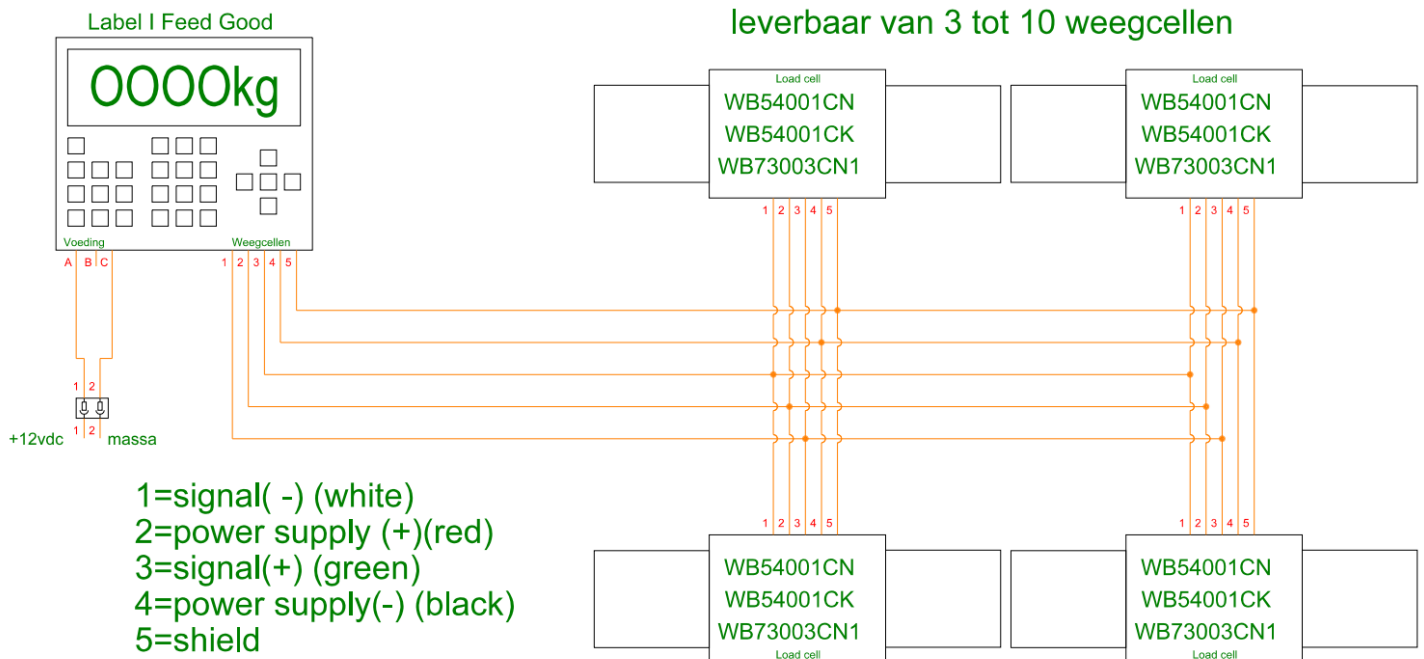 Label I Feed Good
leverbaar van 3 tot 10 weegcellen
OOOOkg
Load cell
WB54001CN
WB54001CK
WB73003CN1
Load cell
WB54001CN
WB54001CK
WB73003CN1
1 2 3 4 5
1 2 3 4 5
Voeding
Weegcellen
A B C
1 2 3 4 5
1 2
1 2
+12vdc
massa
1=signal( -) (white)
2=power supply (+)(red)
3=signal(+) (green)
4=power supply(-) (black)
5=shield
1 2 3 4 5
1 2 3 4 5
WB54001CN
WB54001CK
WB73003CN1
Load cell
WB54001CN
WB54001CK
WB73003CN1
Load cell